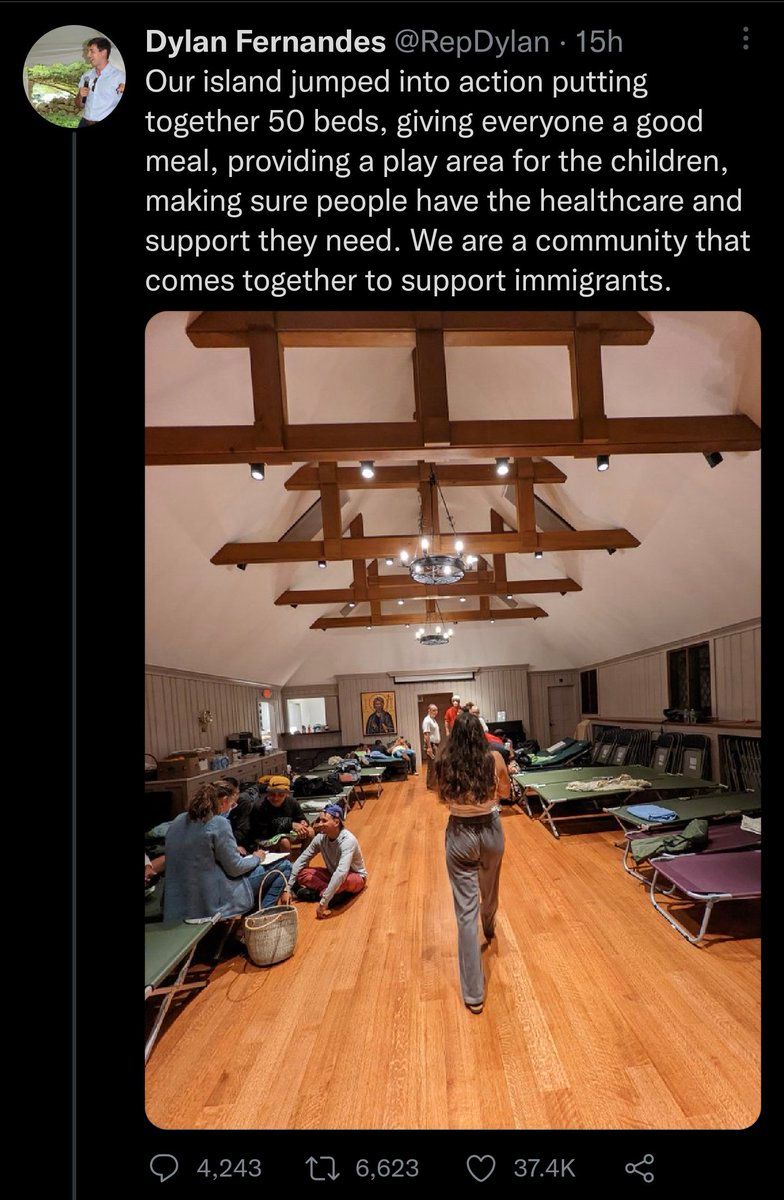 Dylan Fernandes @RepDylan · 15h
Our island jumped into action putting
together 50 beds, giving everyone a good
meal, providing a play area for the children,
making sure people have the healthcare and
support they need. We are a community that
comes together to support immigrants.
4,243 6,623 37.4K